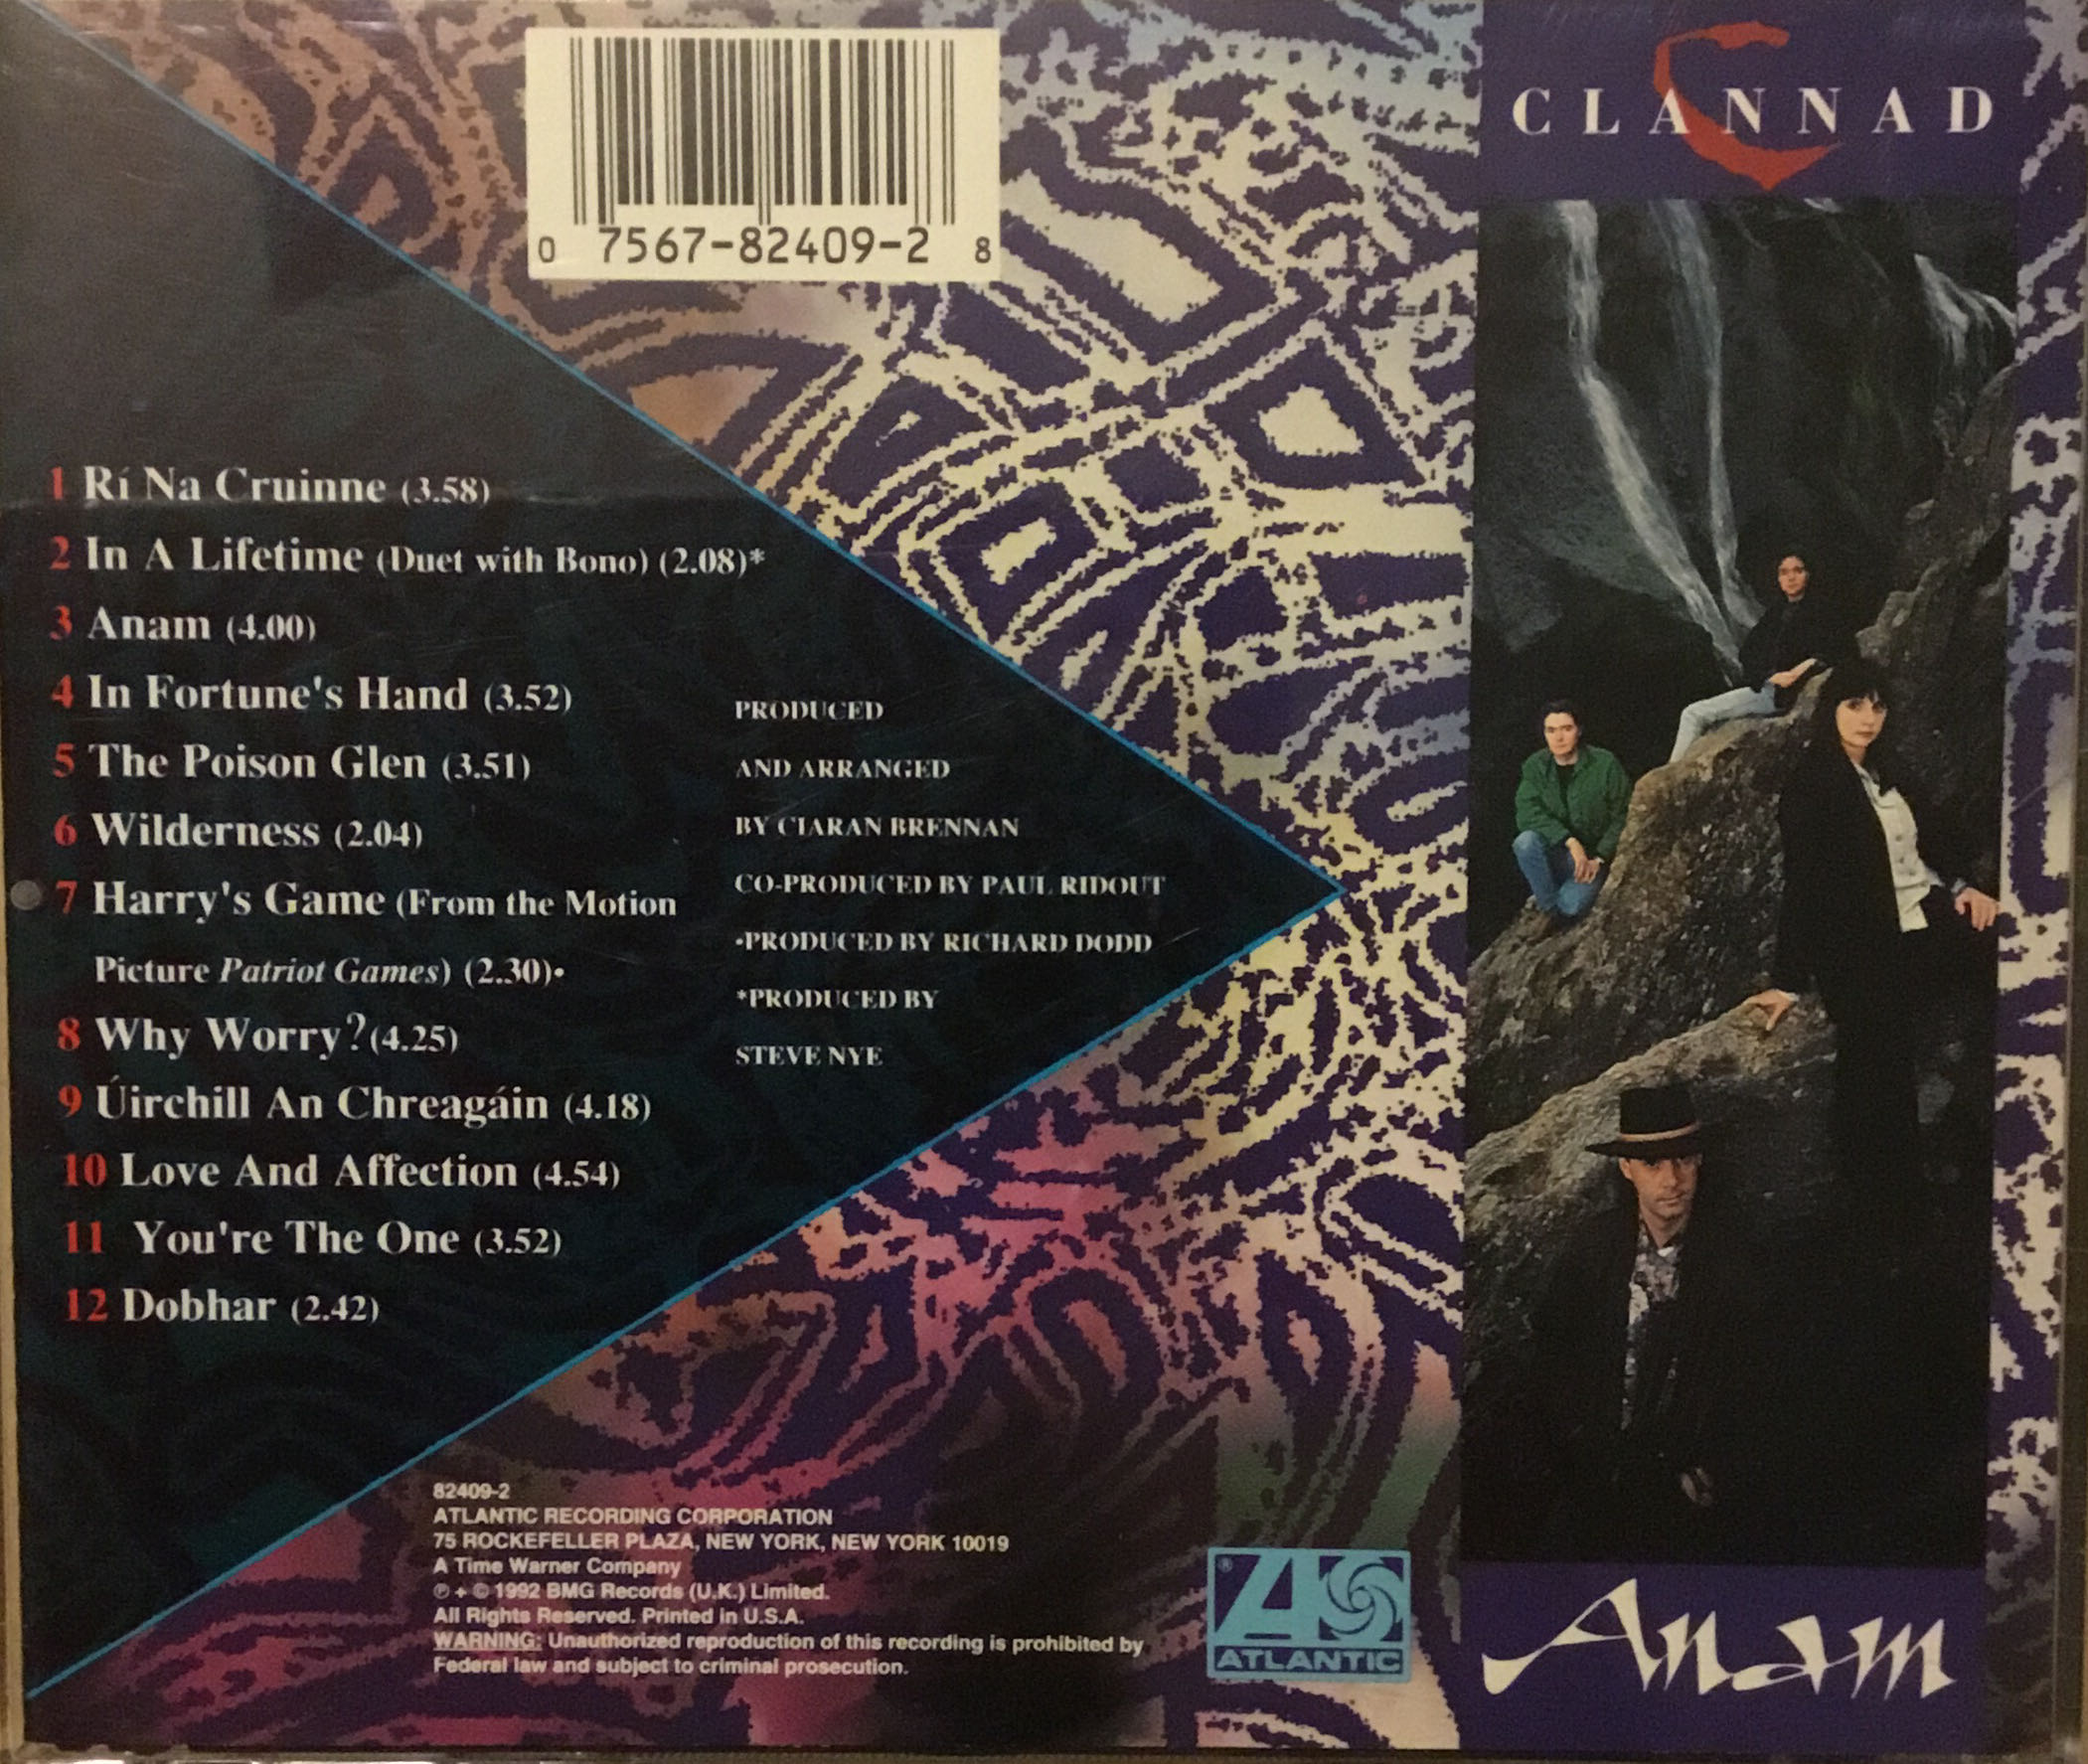 0 7567-82409-2 8
CLANNAD
1 Rí Na Cruinne (3.58)
2 In A Lifetime (Duet with Bono) (2.08)*
3 Anam (4.00)
4 In Fortune's Hand (3.52)
5 The Poison Glen (3.51)
6 Wilderness (2.04)
7 Harry's Game (From the Motion
Picture Patriot Games) (2.30)•
8 Why Worry? (4.25)
9 Úirchill An Chreagáin (4.18)
10 Love And Affection (4.54)
11 You're The One (3.52)
12 Dobhar (2.42)
PRODUCED
AND ARRANGED
BY CIARAN BRENNAN
CO-PRODUCED BY PAUL RIDOUT
•PRODUCED BY RICHARD DODD
*PRODUCED BY
STEVE NYE
82409-2
ATLANTIC RECORDING CORPORATION
75 ROCKEFELLER PLAZA, NEW YORK, NEW YORK 10019
A Time Warner Company
℗ + © 1992 BMG Records (U.K.) Limited.
All Rights Reserved. Printed in U.S.A.
WARNING: Unauthorized reproduction of this recording is prohibited by
Federal law and subject to criminal prosecution.
®
ATLANTIC
Anam